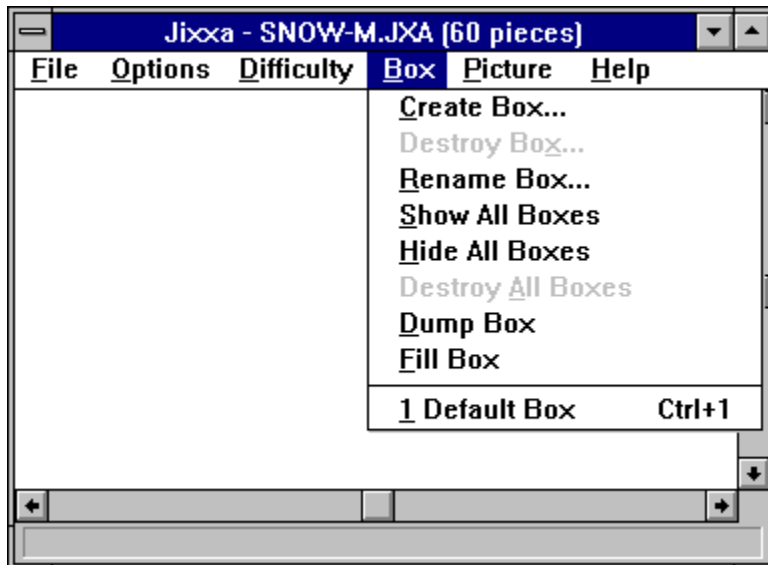 Jixxa - SNOW-M.JXA (60 pieces)
File Options Difficulty Box Picture Help
Create Box...
Destroy Box...
Rename Box...
Show All Boxes
Hide All Boxes
Destroy All Boxes
Dump Box
Fill Box
1 Default Box Ctrl+1